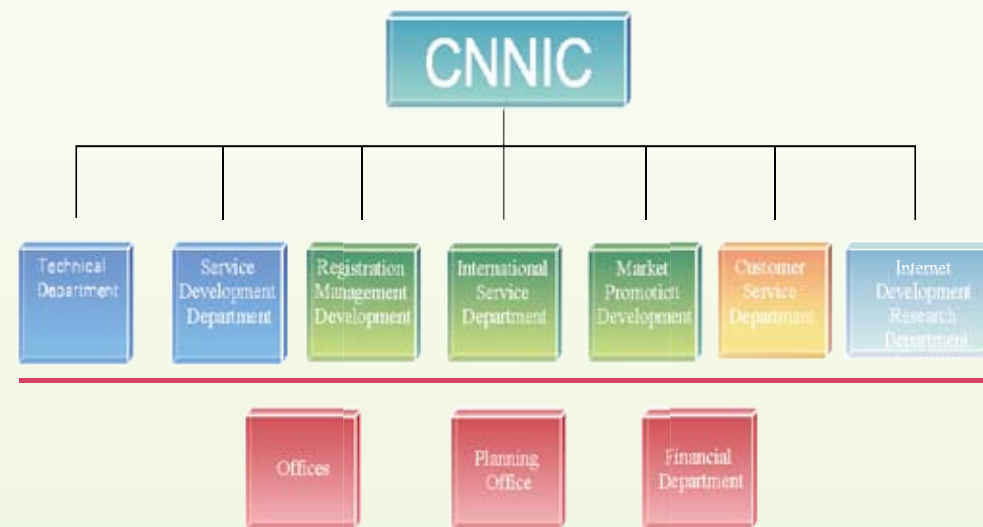 CNNIC
Technical
Department
Service
Development
Department
Registration
Management
Development
International
Service
Department
Market
Promotion
Development
Customer
Service
Department
Internet
Development
Research
Department
Offices
Planning
Office
Financial
Department